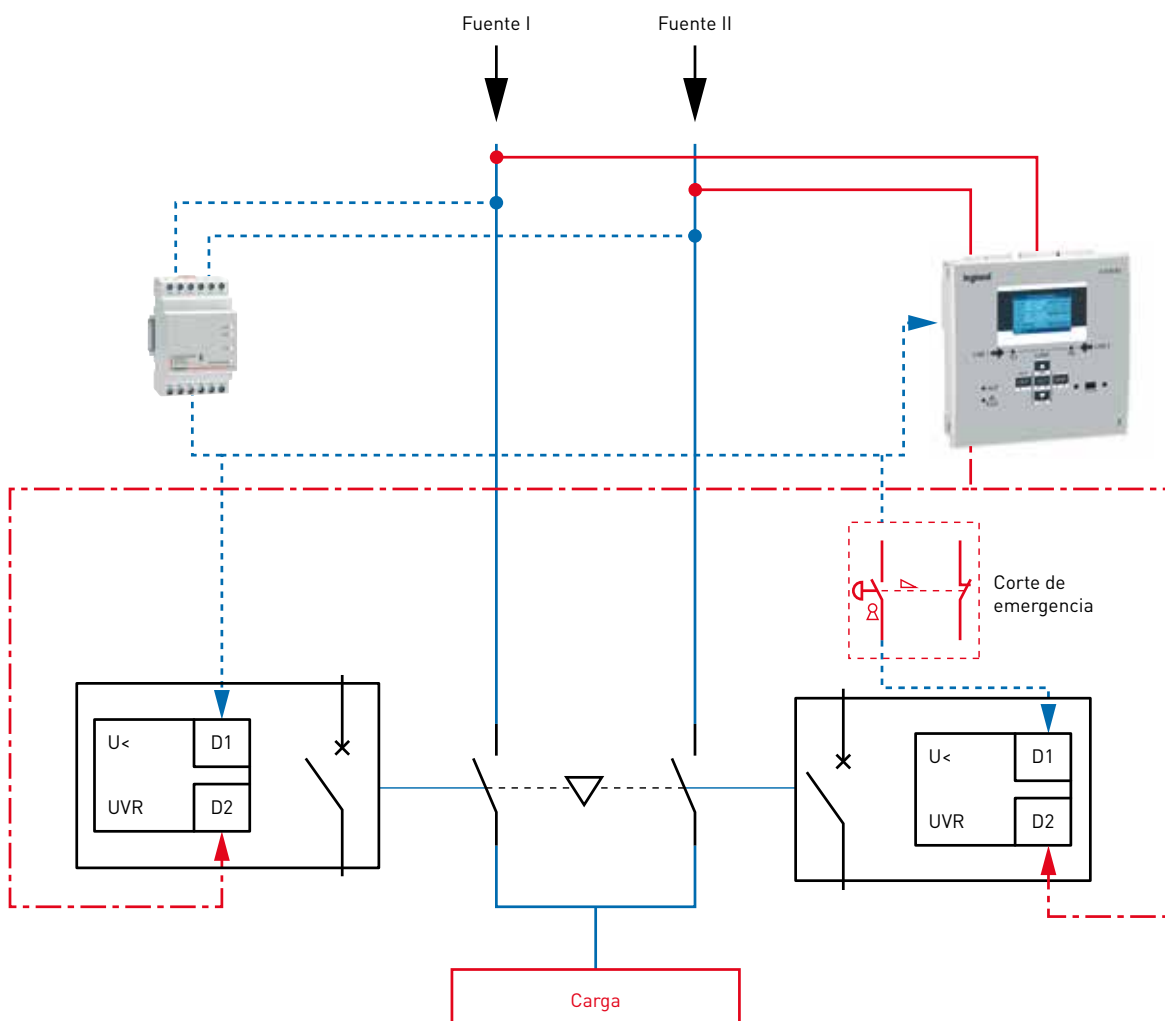 Fuente I
Fuente II
legrand
Corte de
emergencia
U<
D1
UVR
D2
U<
D1
UVR
D2
Carga